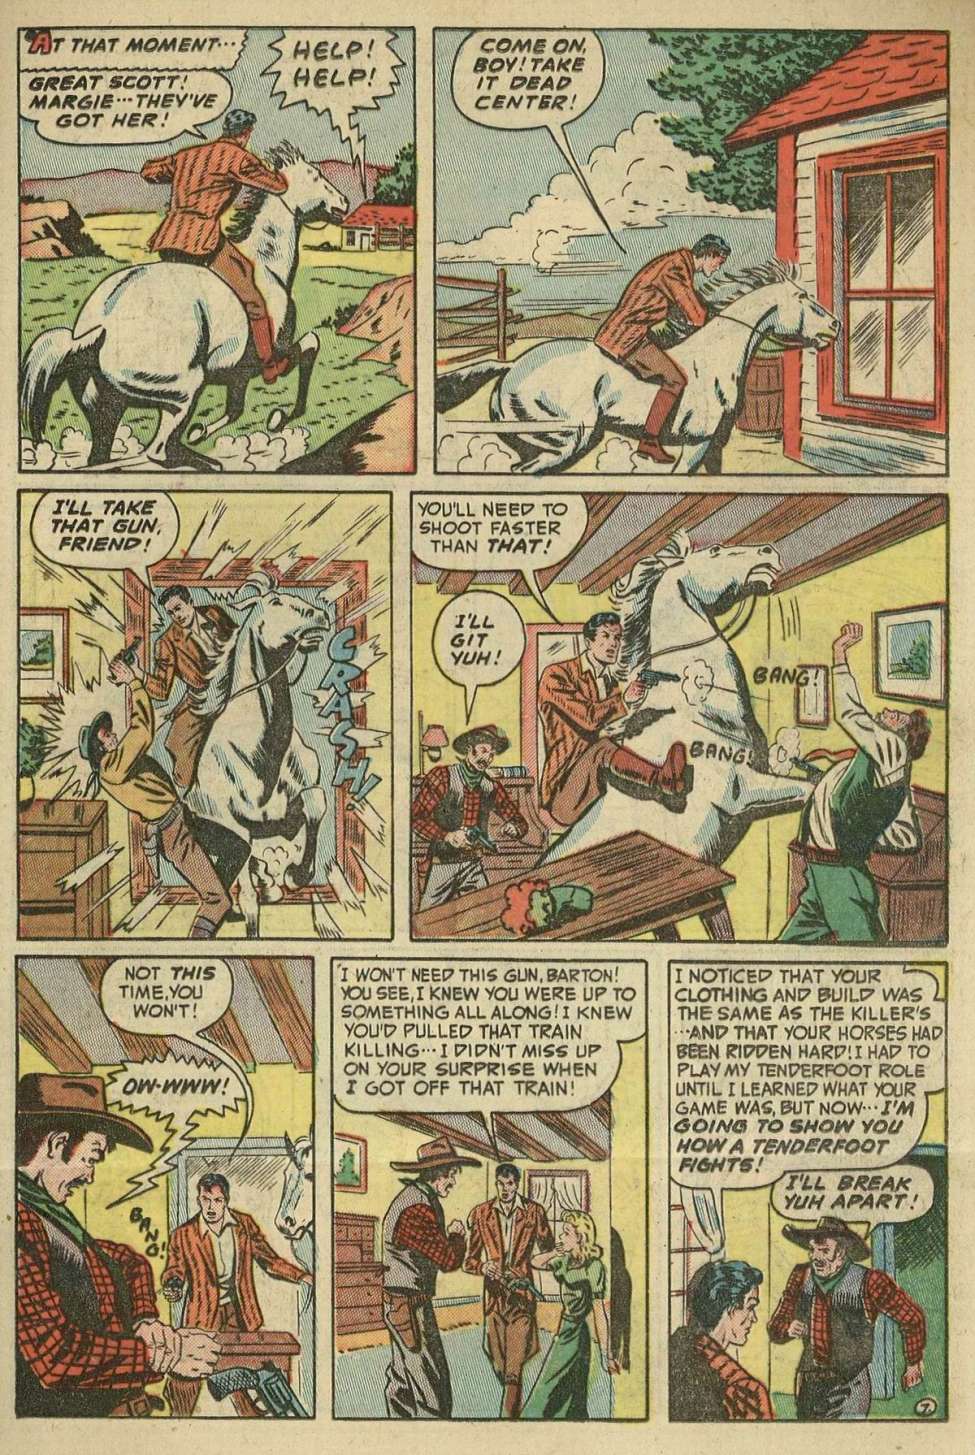 AT THAT MOMENT...
GREAT SCOTT!
MARGIE...THEY'VE
GOT HER!
HELP!
HELP!
COME ON,
BOY! TAKE
IT DEAD
CENTER!
I'LL TAKE
THAT GUN,
FRIEND!
CRASH!
YOU'LL NEED TO
SHOOT FASTER
THAN THAT!
I'LL
GIT
YUH!
BANG!
BANG!
NOT THIS
TIME, YOU
WON'T!
OW-WWW!
BANG!
I WON'T NEED THIS GUN, BARTON!
YOU SEE, I KNEW YOU WERE UP TO
SOMETHING ALL ALONG! I KNEW
YOU'D PULLED THAT TRAIN
KILLING... I DIDN'T MISS UP
ON YOUR SURPRISE WHEN
I GOT OFF THAT TRAIN!
I NOTICED THAT YOUR
CLOTHING AND BUILD WAS
THE SAME AS THE KILLER'S
...AND THAT YOUR HORSES HAD
BEEN RIDDEN HARD! I HAD TO
PLAY MY TENDERFOOT ROLE
UNTIL I LEARNED WHAT YOUR
GAME WAS, BUT NOW... I'M
GOING TO SHOW YOU
HOW A TENDERFOOT
FIGHTS!
I'LL BREAK
YUH APART!
7